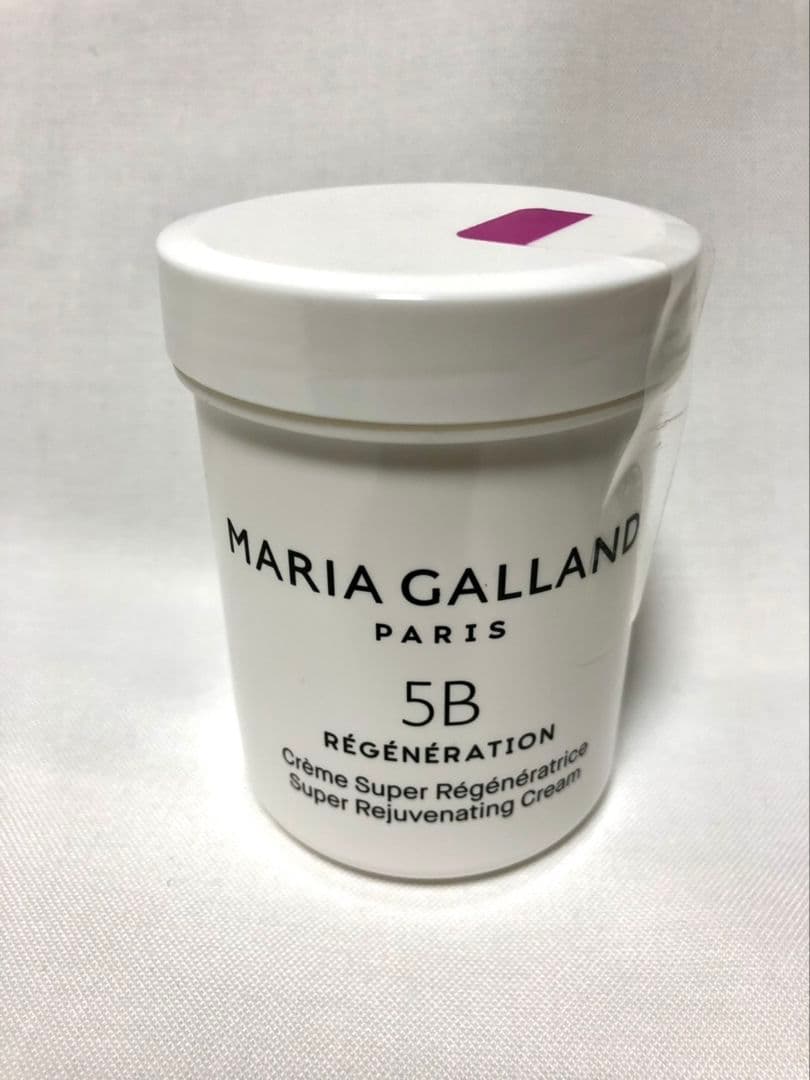 MARIA GALLAND
PARIS
5B
RÉGÉNÉRATION
Crème Super Régénératrice
Super Rejuvenating Cream